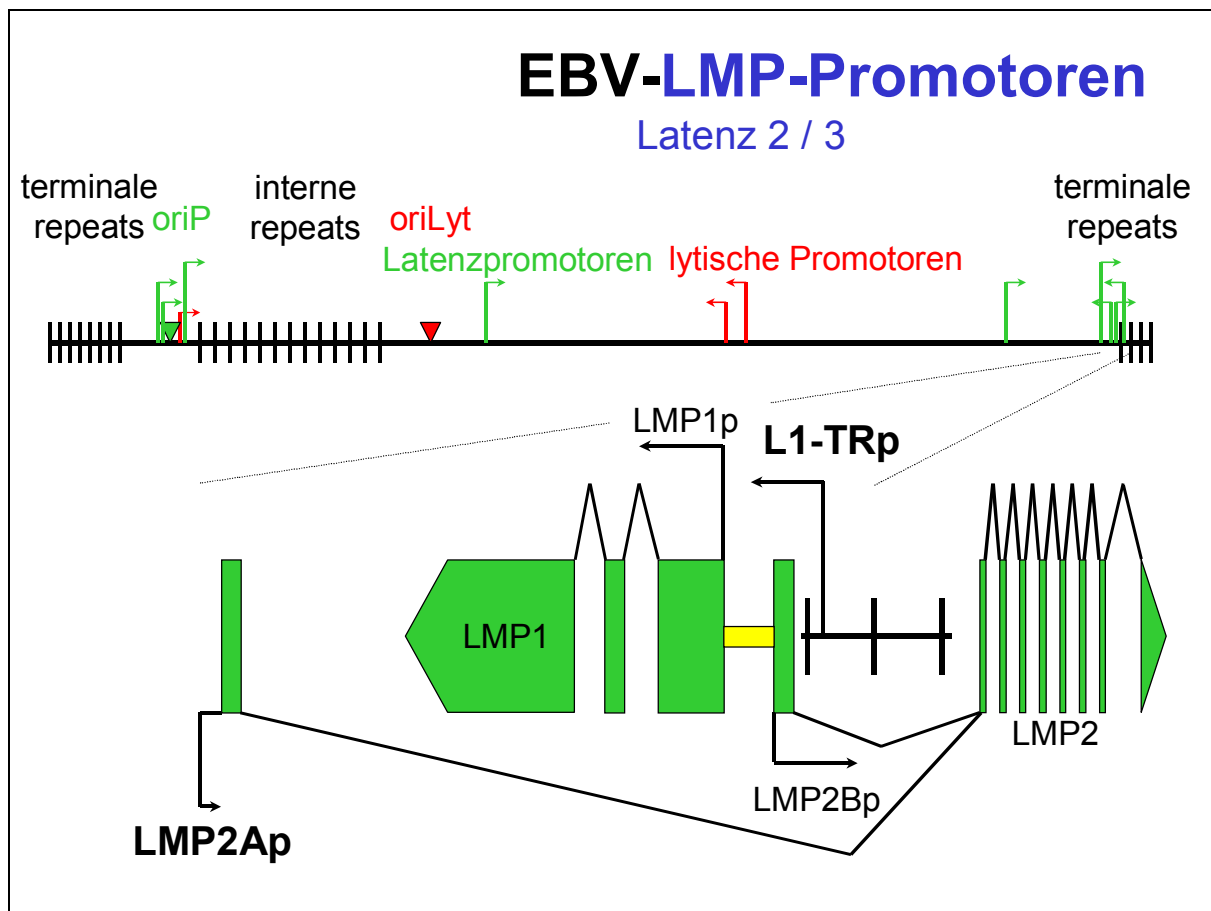 EBV-LMP-Promotoren
Latenz 2 / 3
terminale
repeats
oriP
interne
repeats
oriLyt
Latenzpromotoren
lytische Promotoren
terminale
repeats
LMP1p
L1-TRp
LMP1
LMP2
LMP2Bp
LMP2Ap